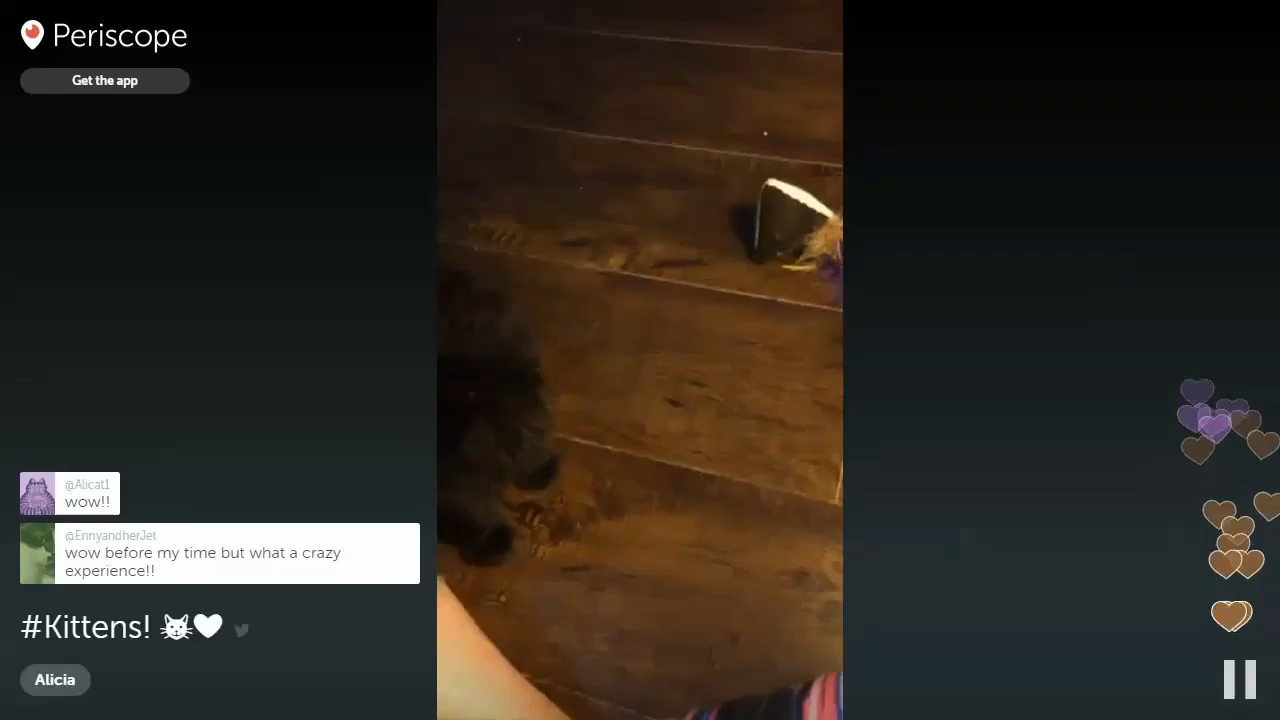 Periscope
Get the app
@Alicat1
wow!!
@EnnyandherJet
wow before my time but what a crazy
experience!!
#Kittens! 🐱❤
Alicia